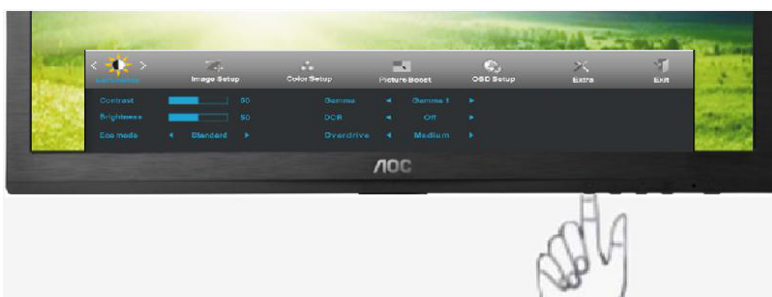 < >
Luminance Image Setup Color Setup Picture Boost OSD Setup Extra Exit
Contrast 50 Gamma Gamma 1
Brightness 50 DCR Off
Eco mode Standard Overdrive Medium
AOC